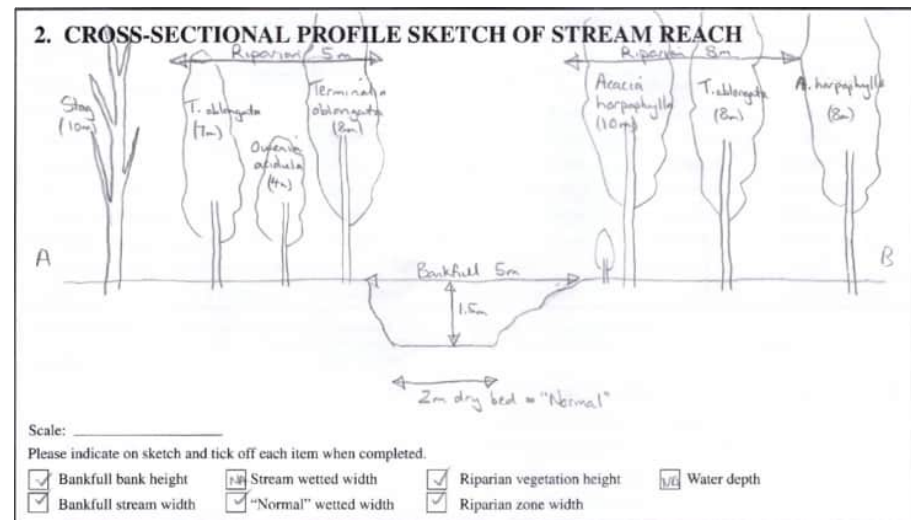 2. CROSS-SECTIONAL PROFILE SKETCH OF STREAM REACH
Riparian 5m
Riparian 8m
Stag
(10m)
T. oblongata
(7m)
Owenia
acidula
(4m)
Terminalia
oblongata
(8m)
Acacia
harpophylla
(10m)
T. oblongata
(8m)
A. harpophylla
(8m)
A
B
Bankfull 5m
1.5m
2m dry bed = "Normal"
Scale:
Please indicate on sketch and tick off each item when completed.
Bankfull bank height
NA Stream wetted width
Riparian vegetation height
Water depth
Bankfull stream width
"Normal" wetted width
Riparian zone width